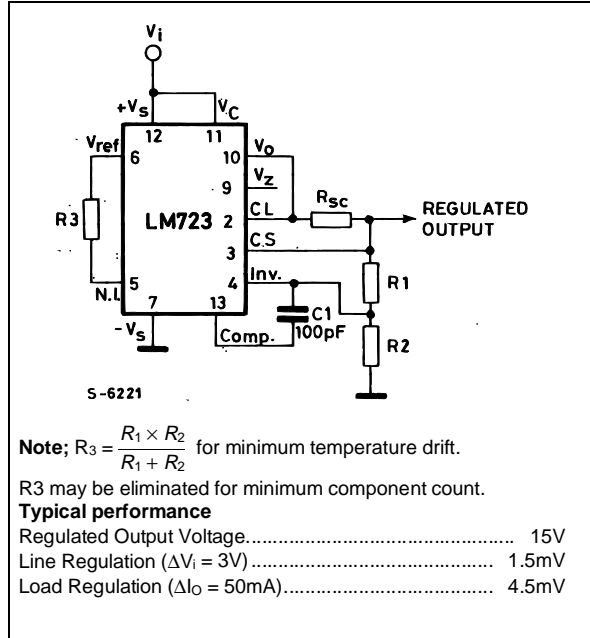 Vi
+Vs VC
12 11
Vref 6 10 Vo
9 VZ
R3 LM723 2 CL Rsc REGULATED
OUTPUT
3 C.S
5 4 Inv. R1
N.I.
7 13 C1
100pF
-Vs Comp. R2
S-6221
Note; R3 = R1 × R2 / R1 + R2 for minimum temperature drift.
R3 may be eliminated for minimum component count.
Typical performance
Regulated Output Voltage.................................................. 15V
Line Regulation (ΔVi = 3V)............................................. 1.5mV
Load Regulation (ΔIO = 50mA)................................... 4.5mV